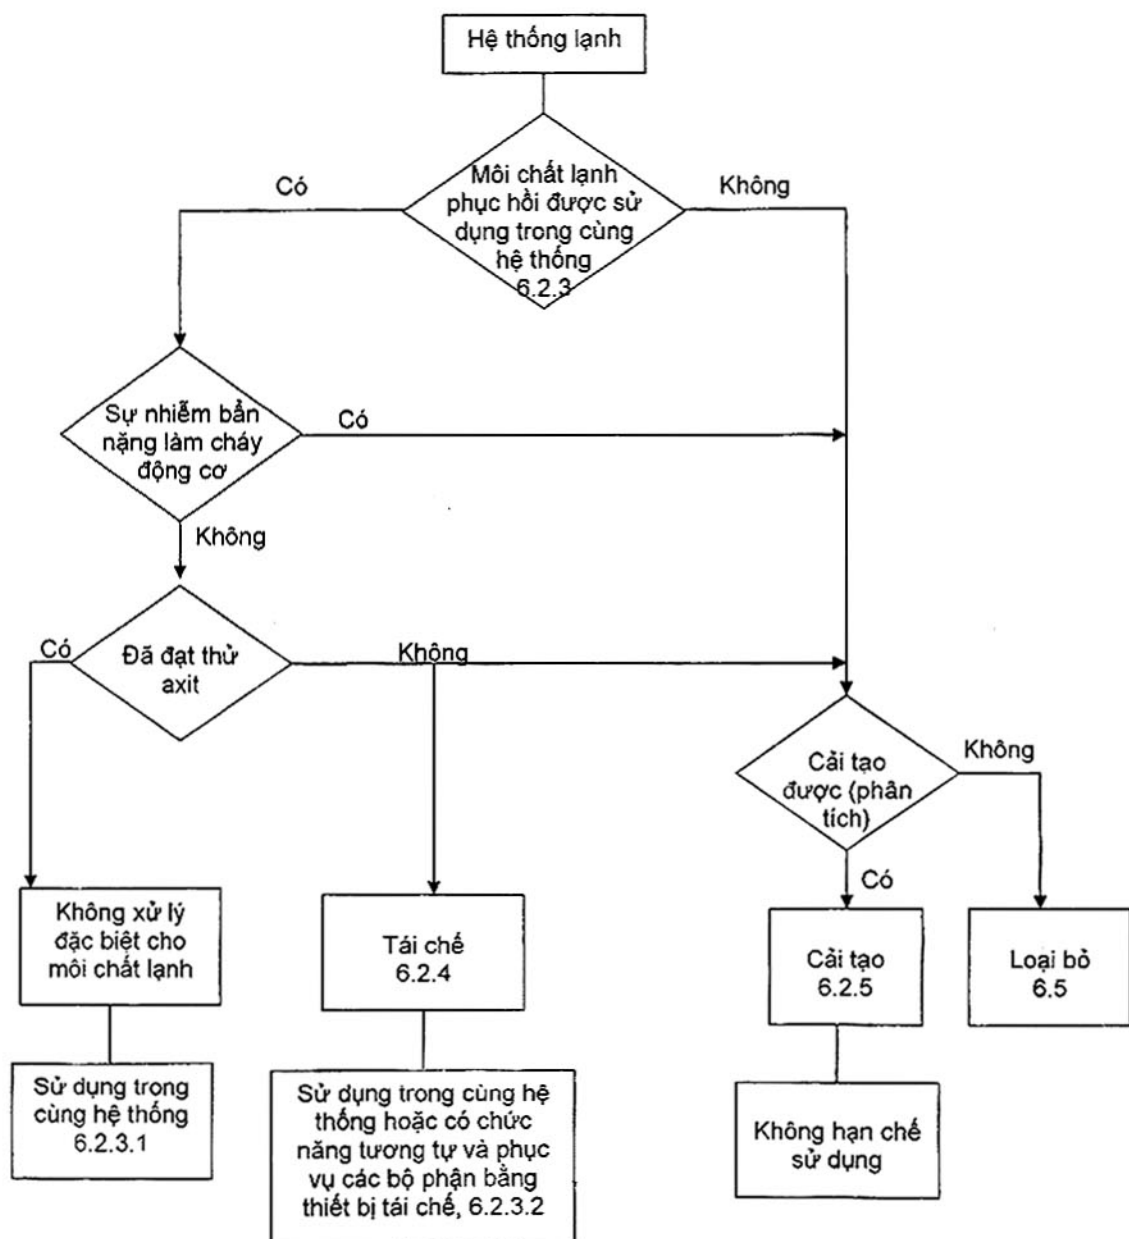 Hệ thống lạnh
Môi chất lạnh
phục hồi được sử
dụng trong cùng
hệ thống
6.2.3
Có
Không
Sự nhiễm bẩn
nặng làm cháy
động cơ
Có
Không
Đã đạt thử
axit
Có
Không
Cải tạo
được (phân
tích)
Không
Có
Không xử lý
đặc biệt cho
môi chất lạnh
Tái chế
6.2.4
Cải tạo
6.2.5
Loại bỏ
6.5
Sử dụng trong
cùng hệ thống
6.2.3.1
Sử dụng trong cùng hệ
thống hoặc có chức
năng tương tự và phục
vụ các bộ phận bằng
thiết bị tái chế, 6.2.3.2
Không hạn chế
sử dụng